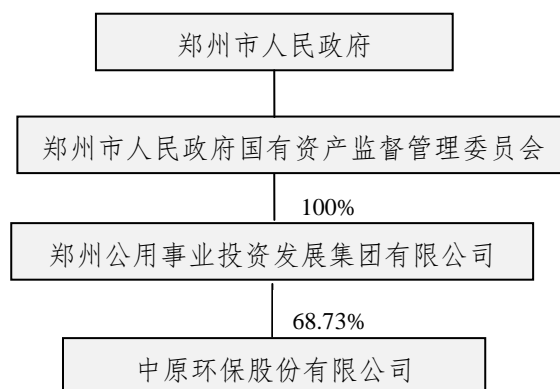 郑州市人民政府
郑州市人民政府国有资产监督管理委员会
100%
郑州公用事业投资发展集团有限公司
68.73%
中原环保股份有限公司